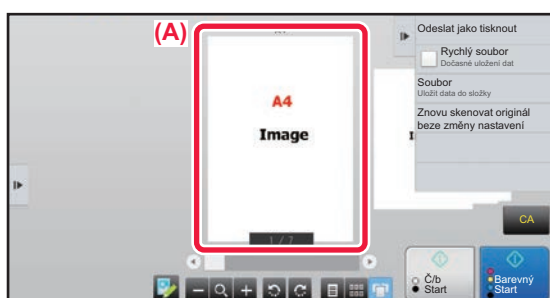 (A)
A4
Image
1 / 7
Odeslat jako tisknout
Rychlý soubor
Dočasné uložení dat
Soubor
Uložit data do složky
Znovu skenovat originál
beze změny nastavení
CA
Č/b
Start
Barevný
Start